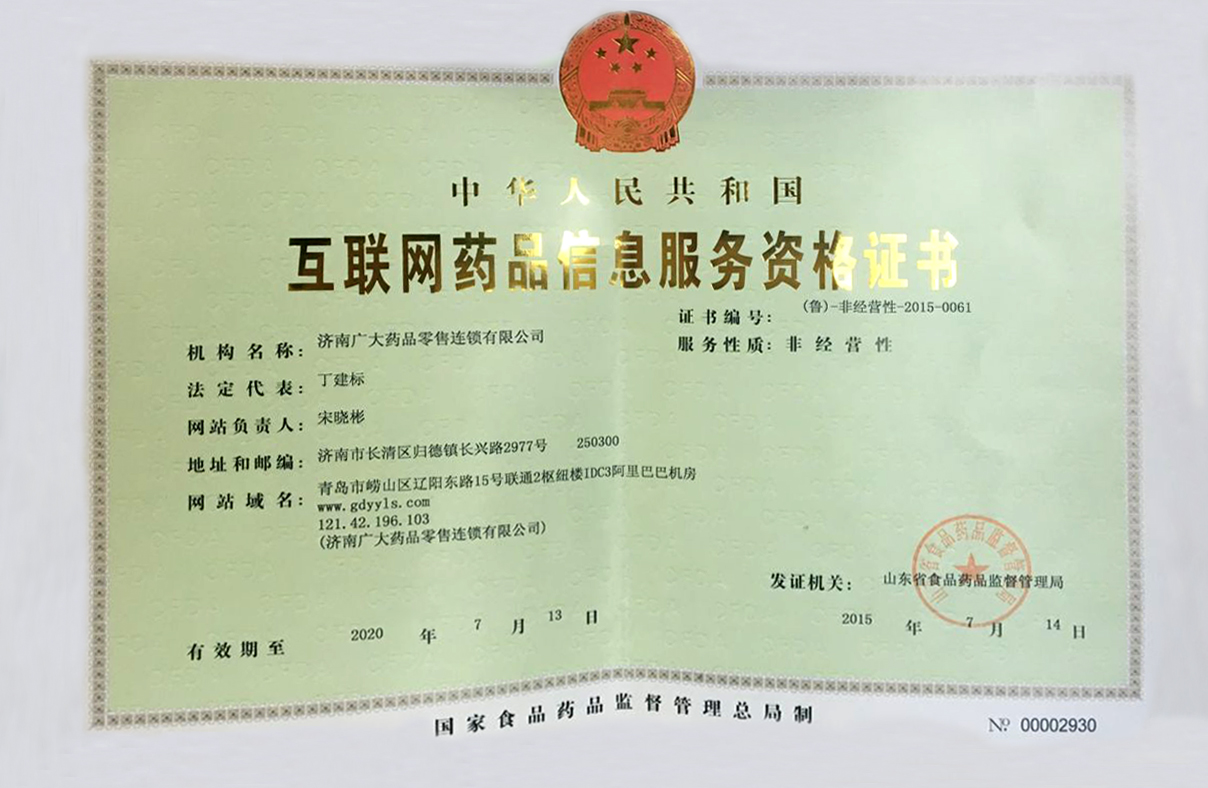 中华人民共和国
互联网药品信息服务资格证书
证书编号： (鲁)-非经营性-2015-0061
服务性质：非经营性
机构名称： 济南广大药品零售连锁有限公司
法定代表： 丁建标
网站负责人： 宋晓彬
地址和邮编： 济南市长清区归德镇长兴路2977号 250300
网站域名： 青岛市崂山区辽阳东路15号联通2枢纽楼IDC3阿里巴巴机房
www.gdyyls.com
121.42.196.103
(济南广大药品零售连锁有限公司)
山东省食品药品监督管理局
发证机关： 山东省食品药品监督管理局
有效期至 2020 年 7 月 13 日
2015 年 7 月 14 日
国家食品药品监督管理总局制
№ 00002930